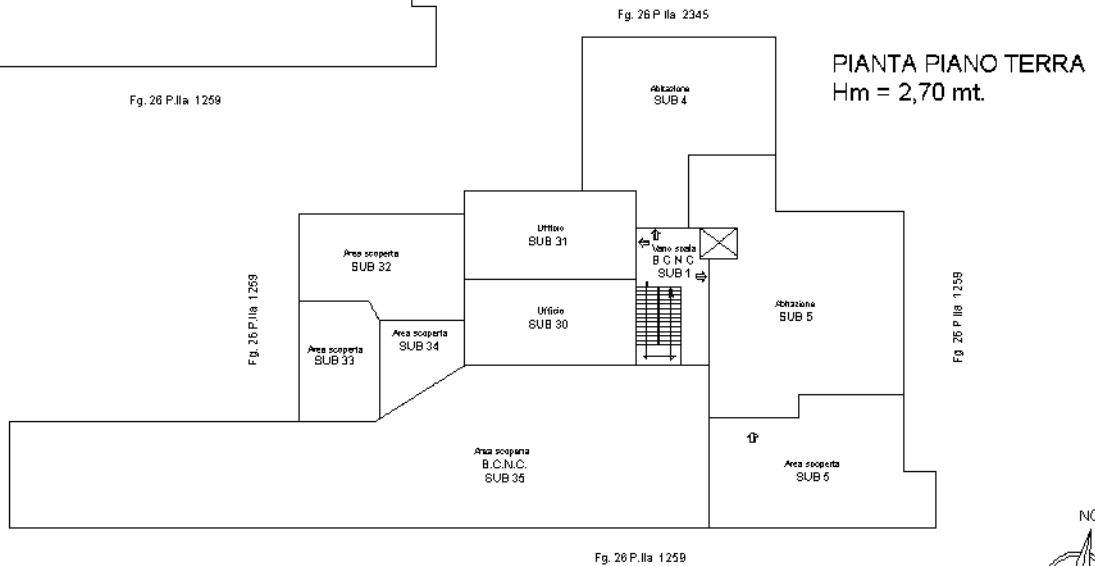 Fg. 26 P.lla 2345
PIANTA PIANO TERRA
Hm = 2,70 mt.
Fg. 26 P.lla 1259
Abitazione
SUB 4
Ufficio
SUB 31
Vano scala
B C N C
SUB 1
Area scoperta
SUB 32
Fg. 26 P.lla 1259
Ufficio
SUB 30
Abitazione
SUB 5
Fg. 26 P.lla 1259
Area scoperta
SUB 33
Area scoperta
SUB 34
Area scoperta
B.C.N.C.
SUB 35
Area scoperta
SUB 5
Fg. 26 P.lla 1259